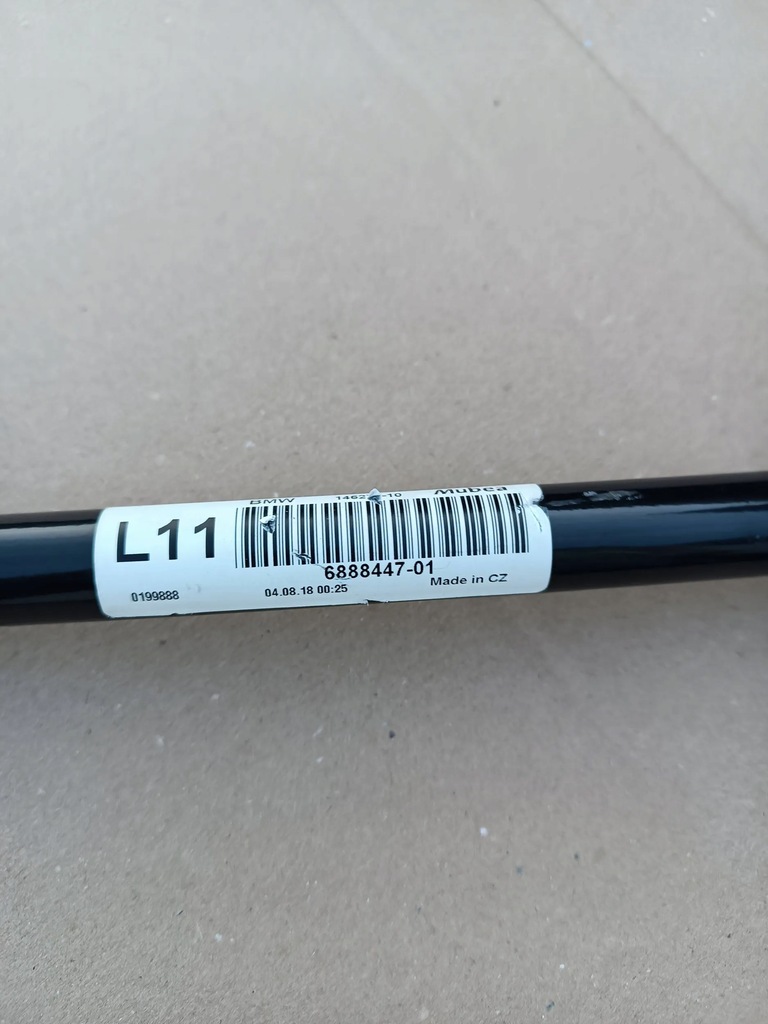 BMW Mubea
L11
6888447-01
Made in CZ
0199888 04.08.18 00:25